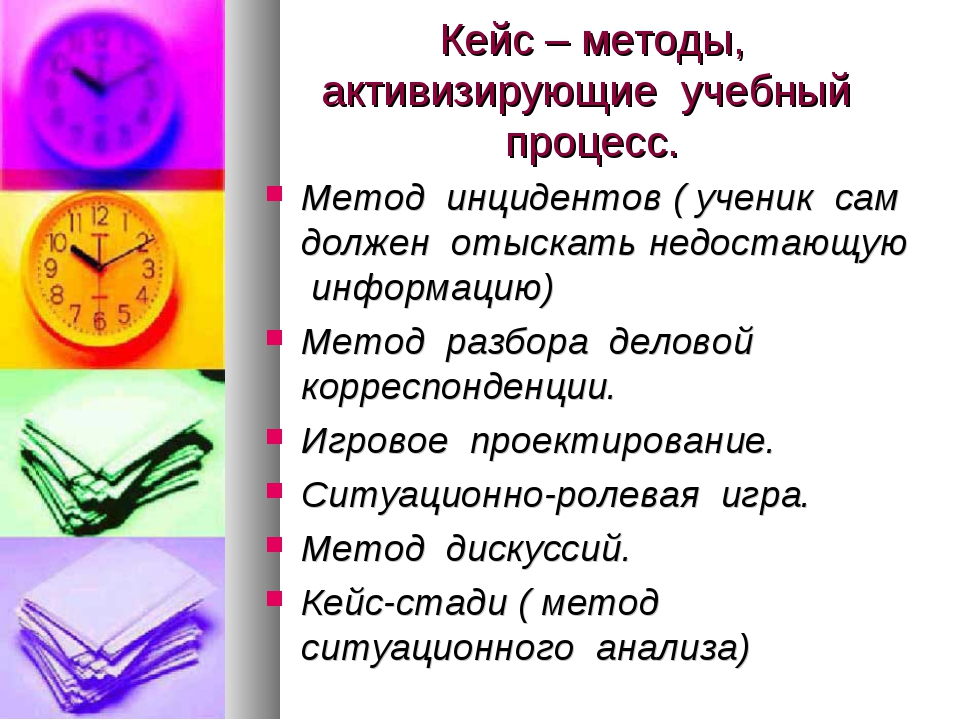 Кейс – методы,
активизирующие учебный
процесс.
Метод инцидентов ( ученик сам
должен отыскать недостающую
информацию)
Метод разбора деловой
корреспонденции.
Игровое проектирование.
Ситуационно-ролевая игра.
Метод дискуссий.
Кейс-стади ( метод
ситуационного анализа)